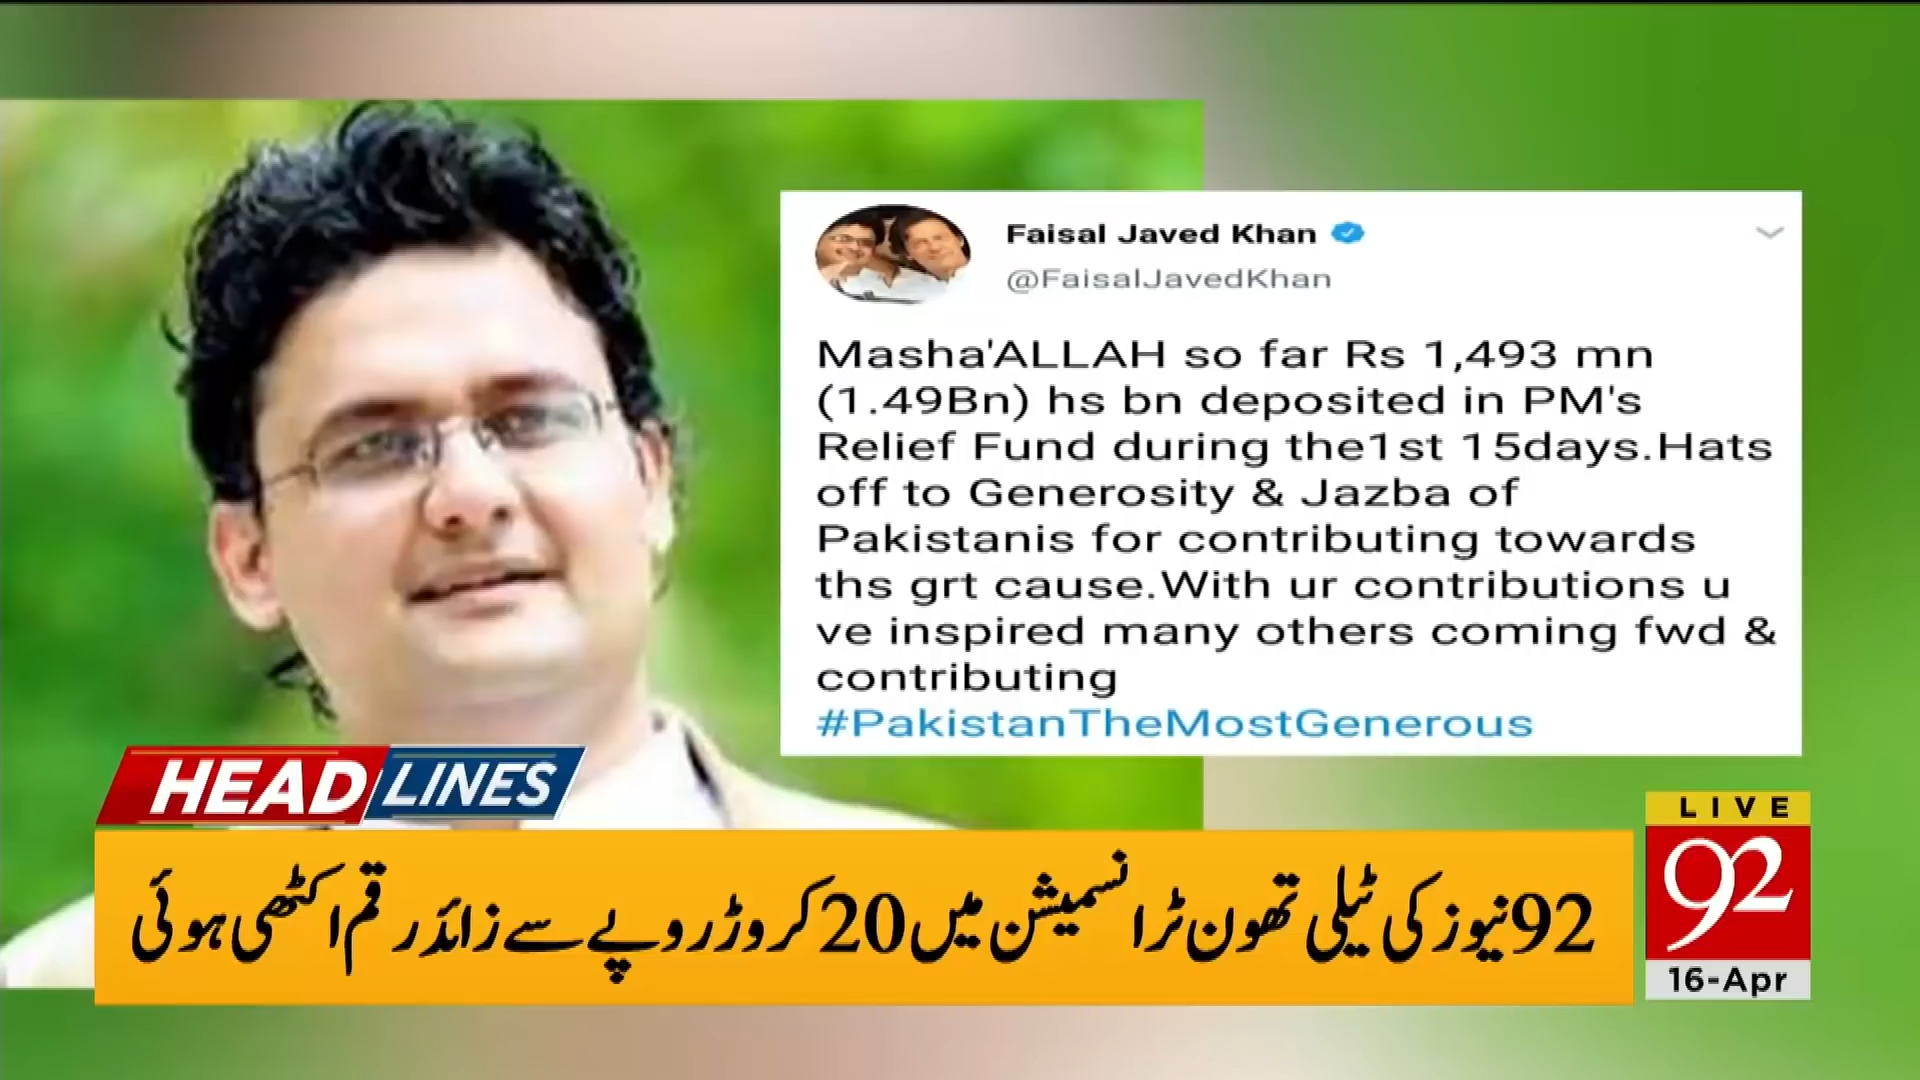 Faisal Javed Khan
@FaisalJavedKhan
Masha'ALLAH so far Rs 1,493 mn
(1.49Bn) hs bn deposited in PM's
Relief Fund during the1st 15days.Hats
off to Generosity & Jazba of
Pakistanis for contributing towards
ths grt cause.With ur contributions u
ve inspired many others coming fwd &
contributing
#PakistanTheMostGenerous
HEADLINES
92 نیوز کی ٹیلی تھون ٹرانسمیشن میں 20 کروڑ روپے سے زائد رقم اکٹھی ہوئی
LIVE
92
16-Apr